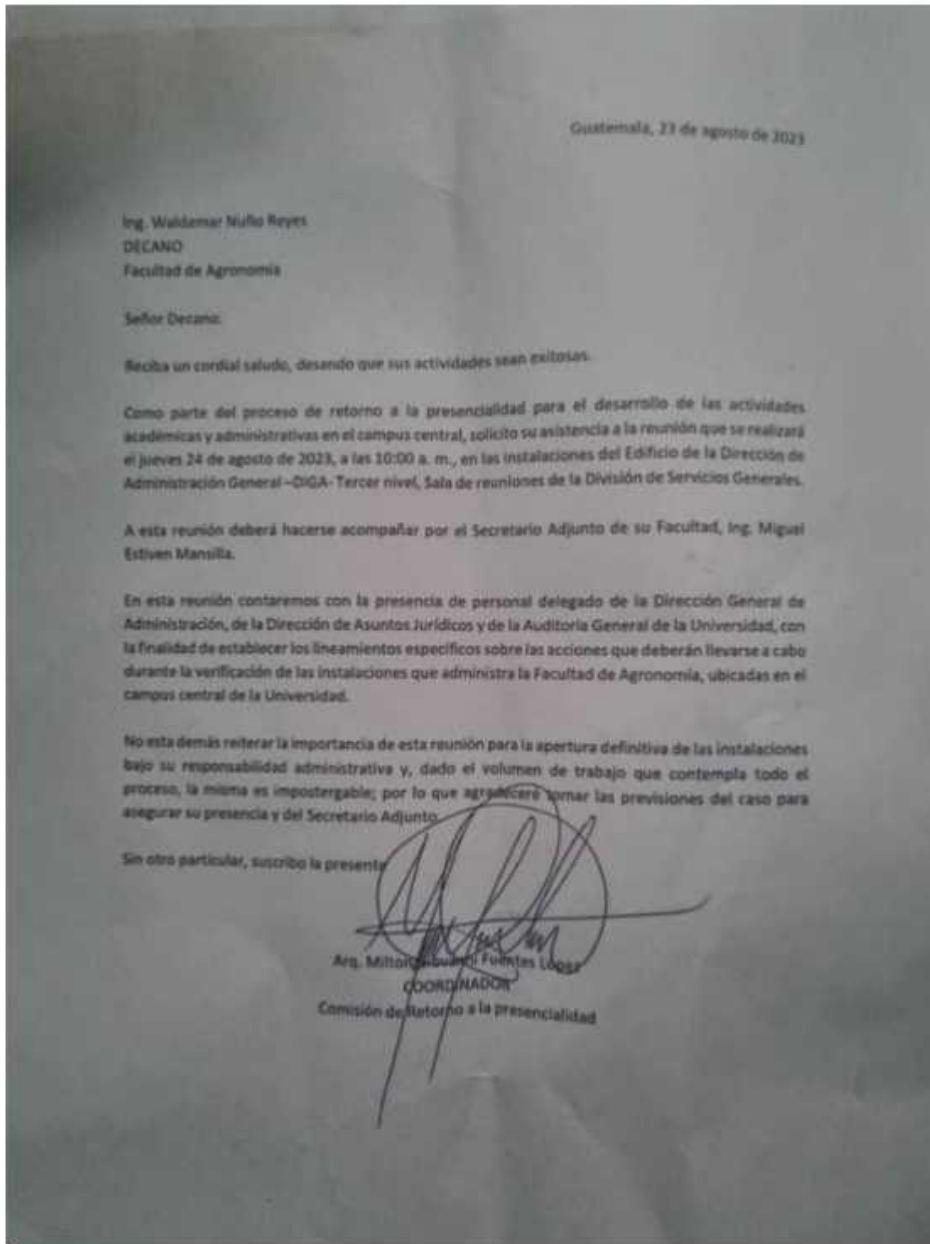 Guatemala, 23 de agosto de 2023
Ing. Waldemar Nufio Reyes
DECANO
Facultad de Agronomía
Señor Decano:
Reciba un cordial saludo, desando que sus actividades sean exitosas.
Como parte del proceso de retorno a la presencialidad para el desarrollo de las actividades
académicas y administrativas en el campus central, solicito su asistencia a la reunión que se realizará
el jueves 24 de agosto de 2023, a las 10:00 a. m., en las instalaciones del Edificio de la Dirección de
Administración General –DIGA- Tercer nivel, Sala de reuniones de la División de Servicios Generales.
A esta reunión deberá hacerse acompañar por el Secretario Adjunto de su Facultad, Ing. Miguel
Estiven Mansilla.
En esta reunión contaremos con la presencia de personal delegado de la Dirección General de
Administración, de la Dirección de Asuntos Jurídicos y de la Auditoria General de la Universidad, con
la finalidad de establecer los lineamientos específicos sobre las acciones que deberán llevarse a cabo
durante la verificación de las instalaciones que administra la Facultad de Agronomía, ubicadas en el
campus central de la Universidad.
No esta demás reiterar la importancia de esta reunión para la apertura definitiva de las instalaciones
bajo su responsabilidad administrativa y, dado el volumen de trabajo que contempla todo el
proceso, la misma es impostergable; por lo que agradeceré tomar las previsiones del caso para
asegurar su presencia y del Secretario Adjunto.
Sin otro particular, suscribo la presente
Arq. Milton Fuentes López
COORDINADOR
Comisión de Retorno a la presencialidad